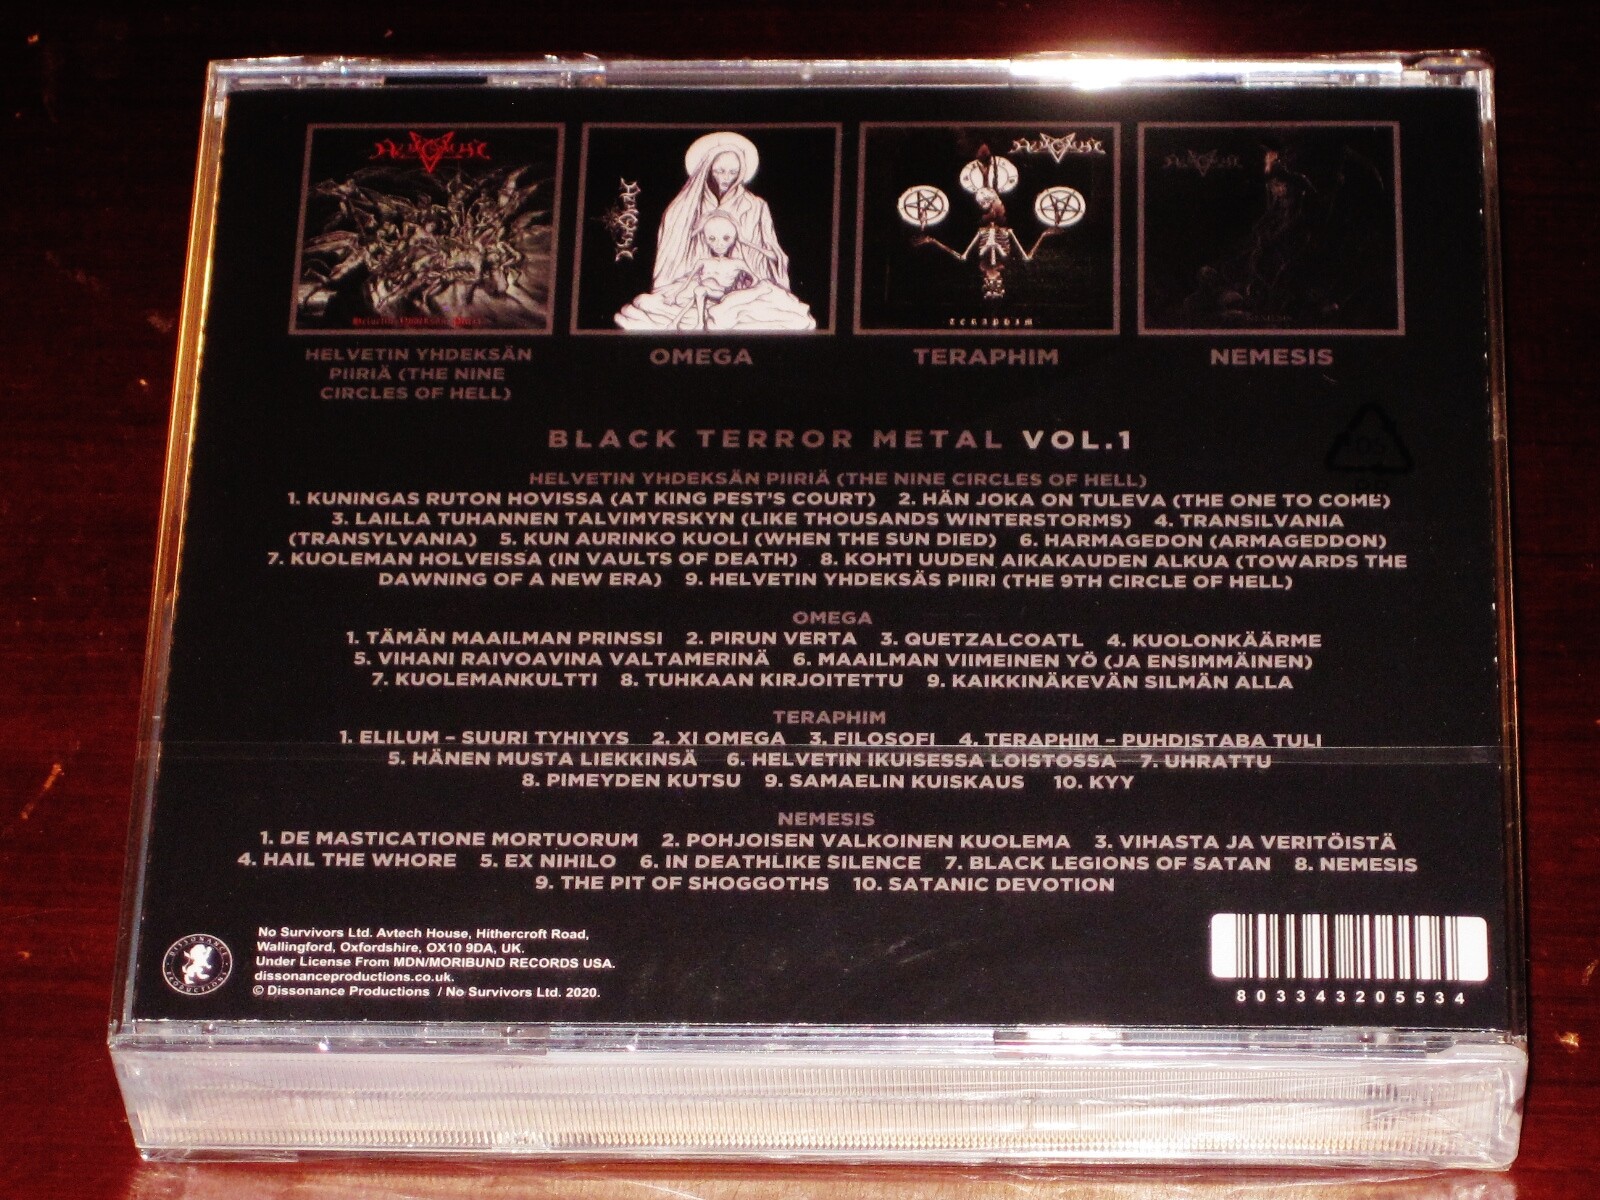 OMEGA
TERAPHIM
HELVETIN YHDEKSÄN
PIIRIÄ (THE NINE
CIRCLES OF HELL)
OMEGA
TERAPHIM
NEMESIS
BLACK TERROR METAL VOL.1
HELVETIN YHDEKSÄN PIIRIÄ (THE NINE CIRCLES OF HELL)
1. KUNINGAS RUTON HOVISSA (AT KING PEST'S COURT) 2. HÄN JOKA ON TULEVA (THE ONE TO COME)
3. LAILLA TUHANNEN TALVIMYRSKYN (LIKE THOUSANDS WINTERSTORMS) 4. TRANSILVANIA
(TRANSYLVANIA) 5. KUN AURINKO KUOLI (WHEN THE SUN DIED) 6. HARMAGEDON (ARMAGEDDON)
7. KUOLEMAN HOLVEISSA (IN VAULTS OF DEATH) 8. KOHTI UUDEN AIKAKAUDEN ALKUA (TOWARDS THE
DAWNING OF A NEW ERA) 9. HELVETIN YHDEKSÄS PIIRI (THE 9TH CIRCLE OF HELL)
OMEGA
1. TÄMÄN MAAILMAN PRINSSI 2. PIRUN VERTA 3. QUETZALCOATL 4. KUOLONKÄÄRME
5. VIHANI RAIVOAVINA VALTAMERINÄ 6. MAAILMAN VIIMEINEN YÖ (JA ENSIMMÄINEN)
7. KUOLEMANKULTTI 8. TUHKAAN KIRJOITETTU 9. KAIKKINÄKEVÄN SILMÄN ALLA
TERAPHIM
1. ELILUM – SUURI TYHIYYS 2. XI OMEGA 3. FILOSOFI 4. TERAPHIM – PUHDISTABA TULI
5. HÄNEN MUSTA LIEKKINSÄ 6. HELVETIN IKUISESSA LOISTOSSA 7. UHRATTU
8. PIMEYDEN KUTSU 9. SAMAELIN KUISKAUS 10. KYY
NEMESIS
1. DE MASTICATIONE MORTUORUM 2. POHJOISEN VALKOINEN KUOLEMA 3. VIHASTA JA VERITÖISTÄ
4. HAIL THE WHORE 5. EX NIHILO 6. IN DEATHLIKE SILENCE 7. BLACK LEGIONS OF SATAN 8. NEMESIS
9. THE PIT OF SHOGGOTHS 10. SATANIC DEVOTION
DISSONANCE
PRODUCTIONS
No Survivors Ltd. Avtech House, Hithercroft Road,
Wallingford, Oxfordshire, OX10 9DA, UK.
Under License From MDN/MORIBUND RECORDS USA.
dissonanceproductions.co.uk.
© Dissonance Productions / No Survivors Ltd. 2020.
803343205534